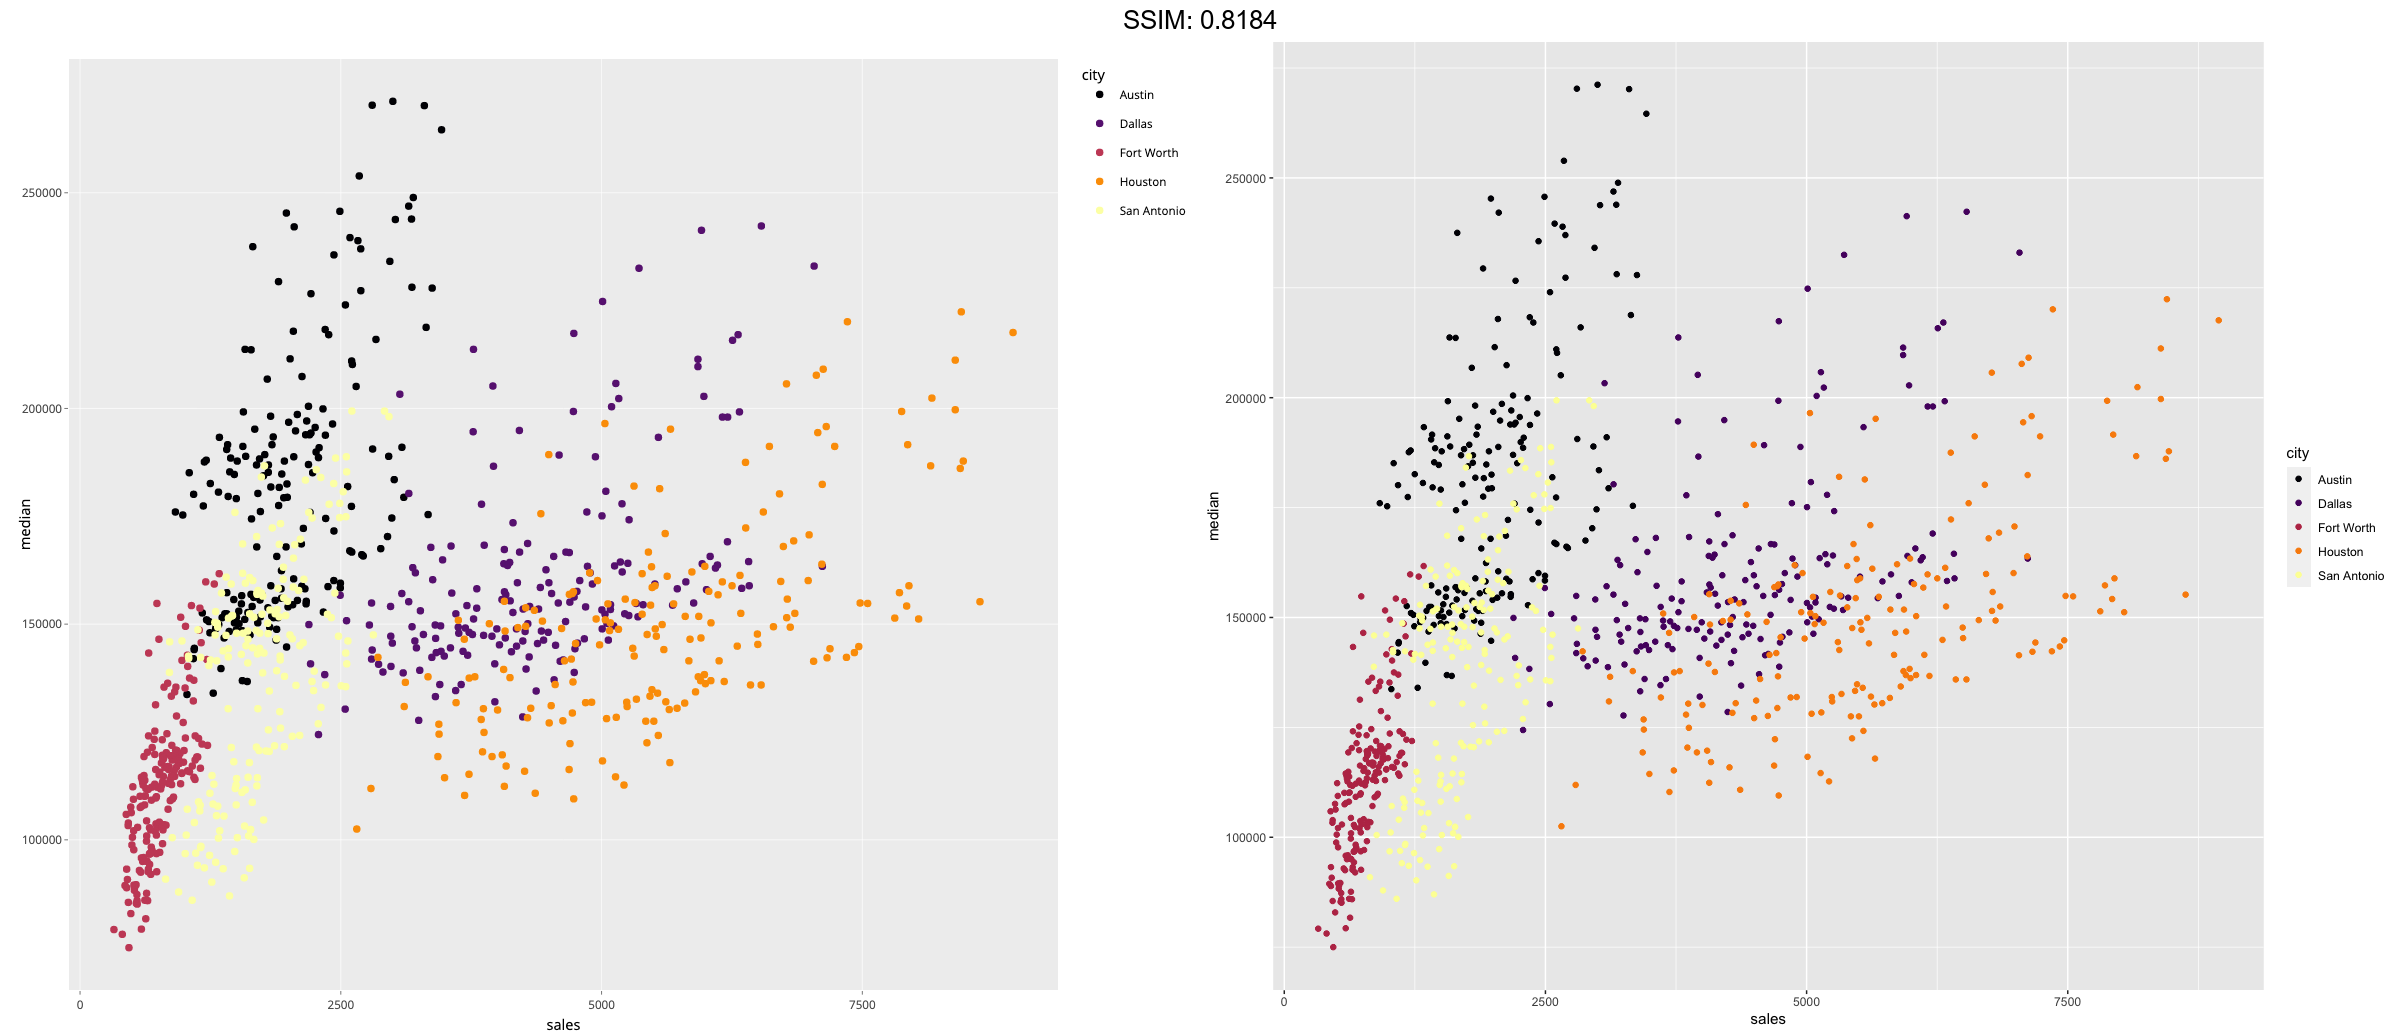 SSIM: 0.8184
median
250000
200000
150000
100000
0
2500
5000
7500
sales
city
Austin
Dallas
Fort Worth
Houston
San Antonio
median
250000
200000
150000
100000
0
2500
5000
7500
sales
city
Austin
Dallas
Fort Worth
Houston
San Antonio